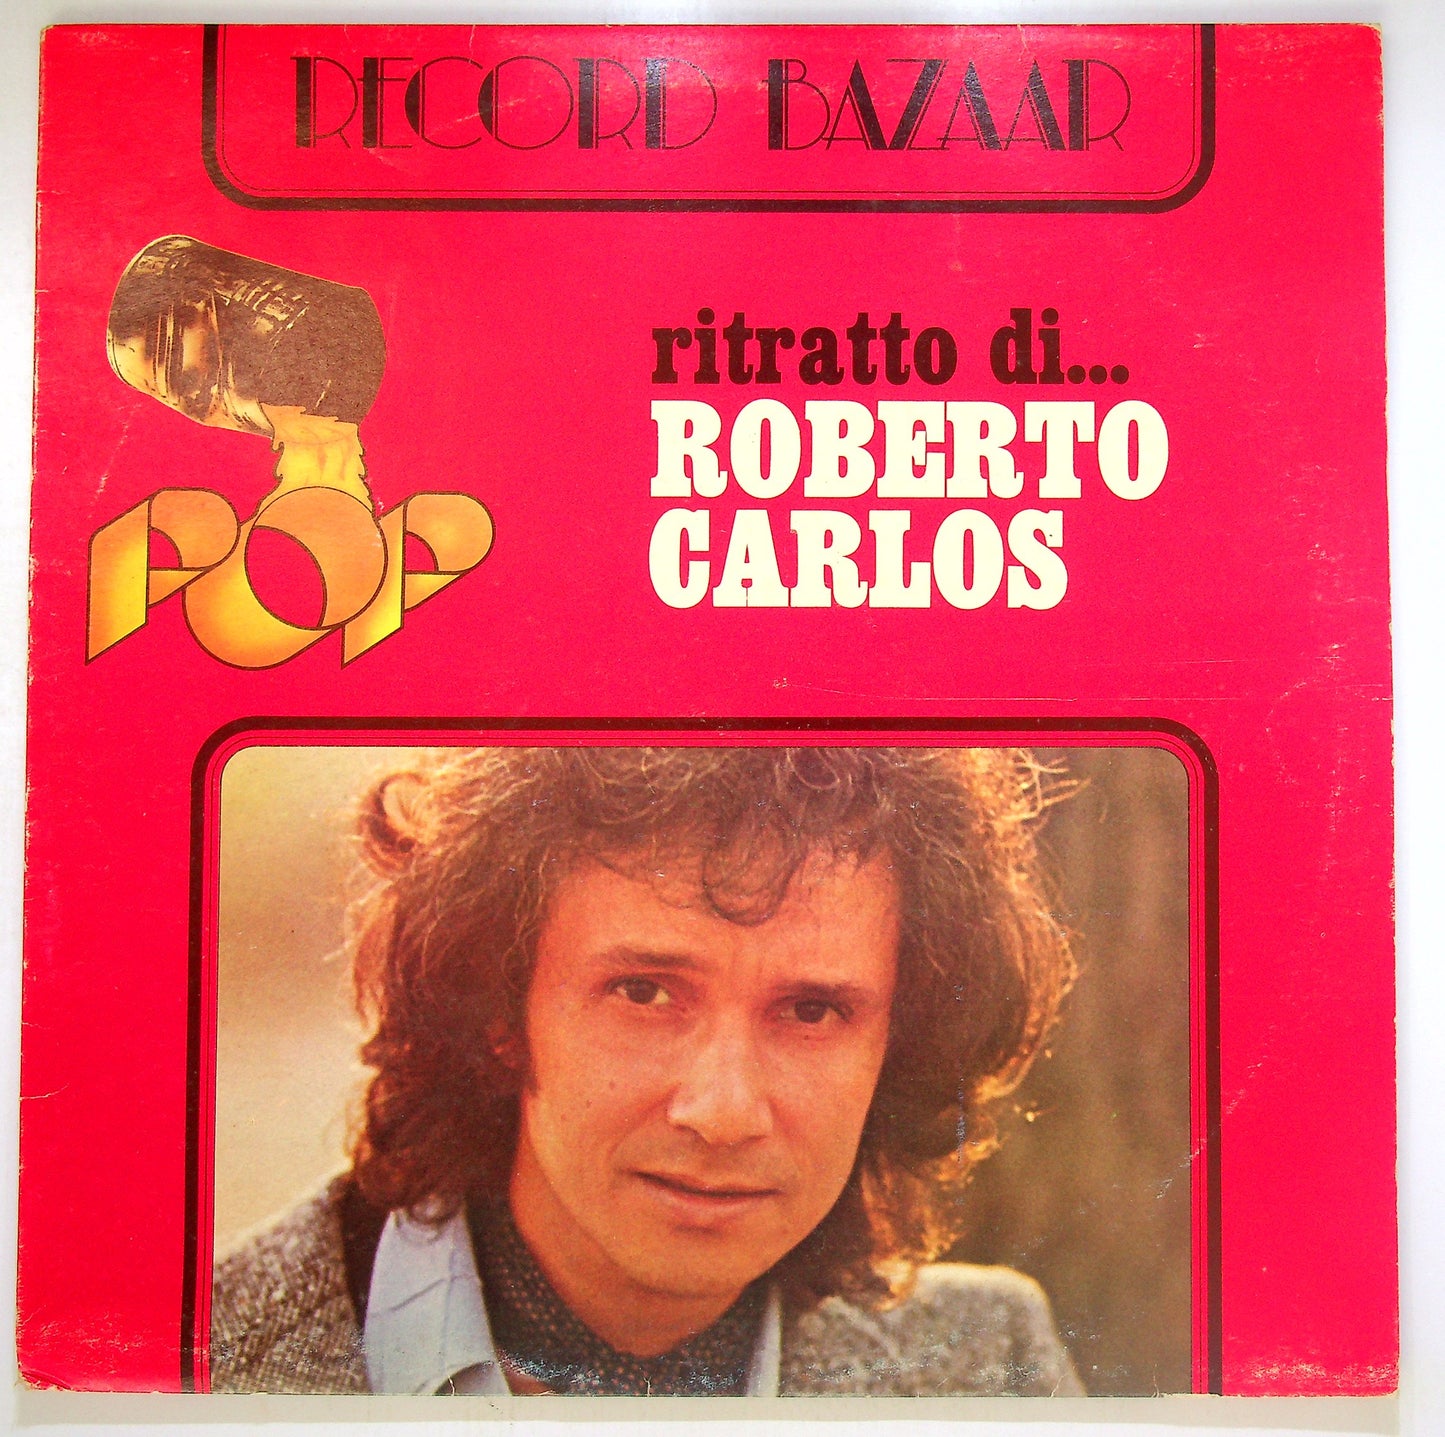 RECORD BAZAAR
POP
ritratto di...
ROBERTO
CARLOS